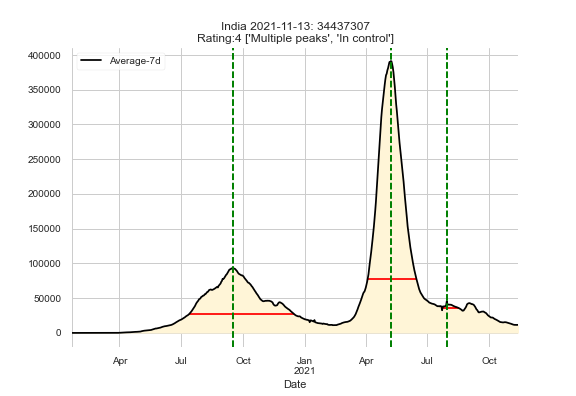 India 2021-11-13: 34437307
Rating:4 ['Multiple peaks', 'In control']
Average-7d
400000
350000
300000
250000
200000
150000
100000
50000
0
Apr Jul Oct Jan Apr Jul Oct
2021
Date